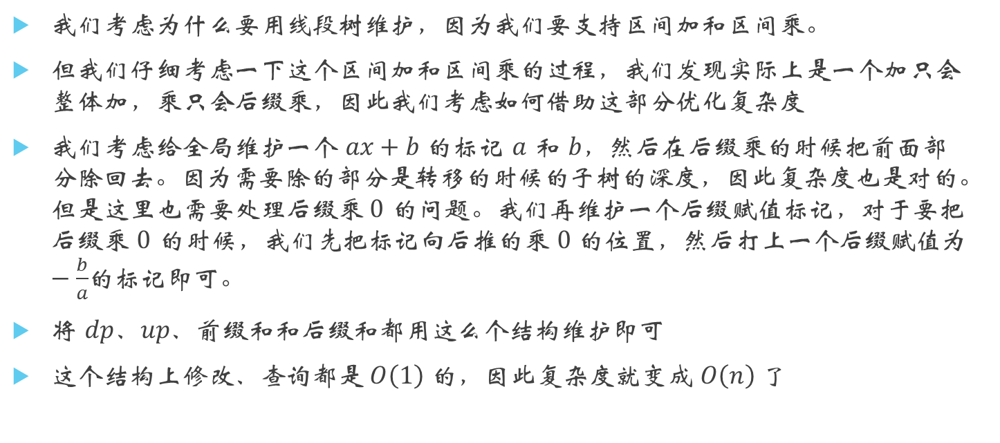 我们考虑为什么要用线段树维护，因为我们要支持区间加和区间乘。
但我们仔细考虑一下这个区间加和区间乘的过程，我们发现实际上是一个加只会
整体加，乘只会后缀乘，因此我们考虑如何借助这部分优化复杂度
我们考虑给全局维护一个 ax + b 的标记 a 和 b，然后在后缀乘的时候把前面部
分除回去。因为需要除的部分是转移的时候的子树的深度，因此复杂度也是对的。
但是这里也需要处理后缀乘 0 的问题。我们再维护一个后缀赋值标记，对于要把
后缀乘 0 的时候，我们先把标记向后推的乘 0 的位置，然后打上一个后缀赋值为
−b/a的标记即可。
将 dp、up、前缀和和后缀和都用这么个结构维护即可
这个结构上修改、查询都是 O(1) 的，因此复杂度就变成 O(n) 了